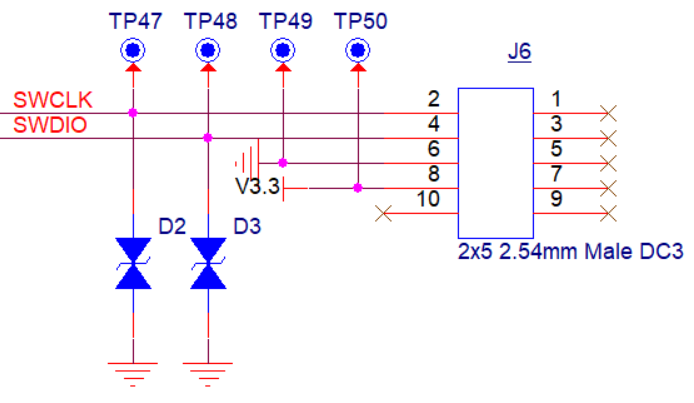 TP47 TP48 TP49 TP50
J6
SWCLK 2 1
SWDIO 4 3
6 5
V3.3 8 7
10 9
D2 D3
2x5 2.54mm Male DC3